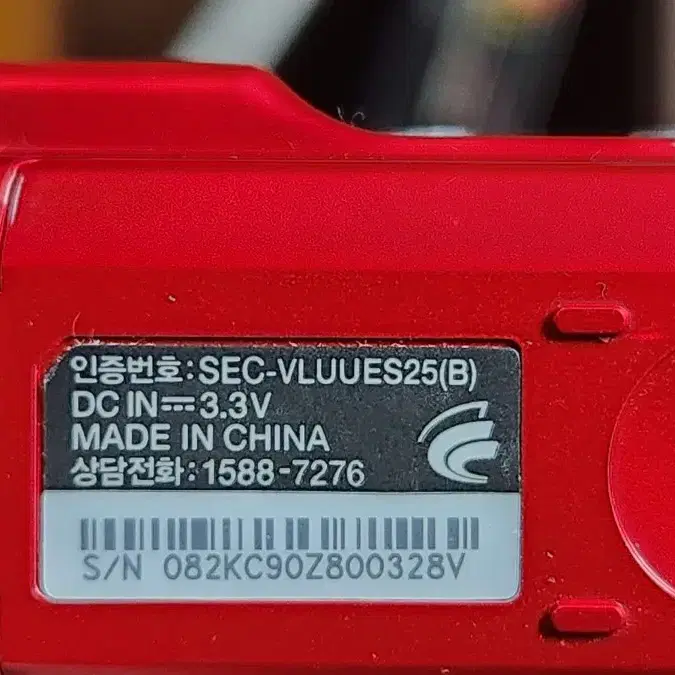 인증번호:SEC-VLUUES25(B)
DC IN⎓3.3V
MADE IN CHINA
상담전화:1588-7276
S/N 082KC90Z800328V